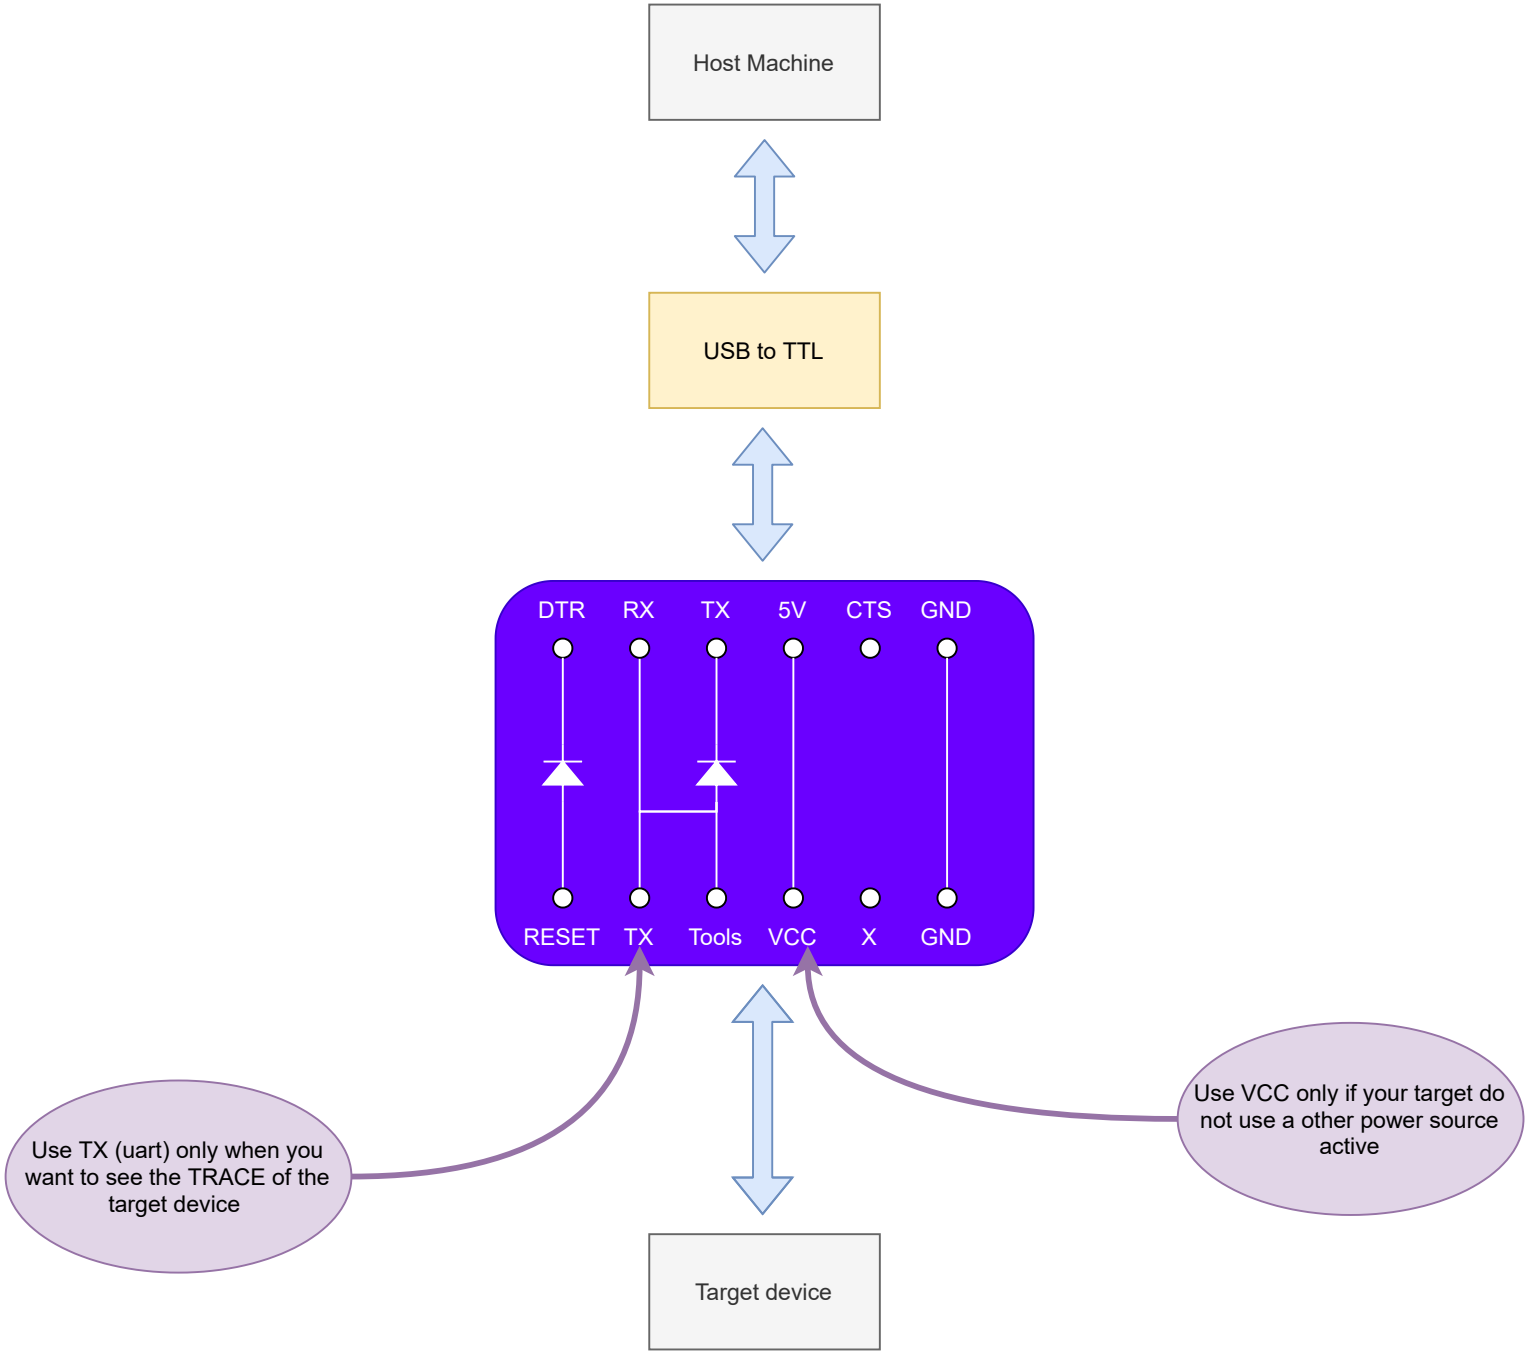 Host Machine
USB to TTL
DTR RX TX 5V CTS GND
RESET TX Tools VCC X GND
Use VCC only if your target do
not use a other power source
active
Use TX (uart) only when you
want to see the TRACE of the
target device
Target device